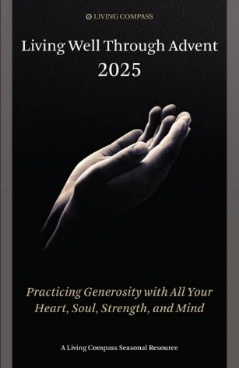 LIVING COMPASS
Living Well Through Advent
2025
Practicing Generosity with All Your
Heart, Soul, Strength, and Mind
A Living Compass Seasonal Resource